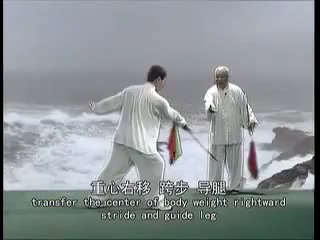 重心右移 跨步 导腿
transfer the center of body weight rightward
stride and guide leg